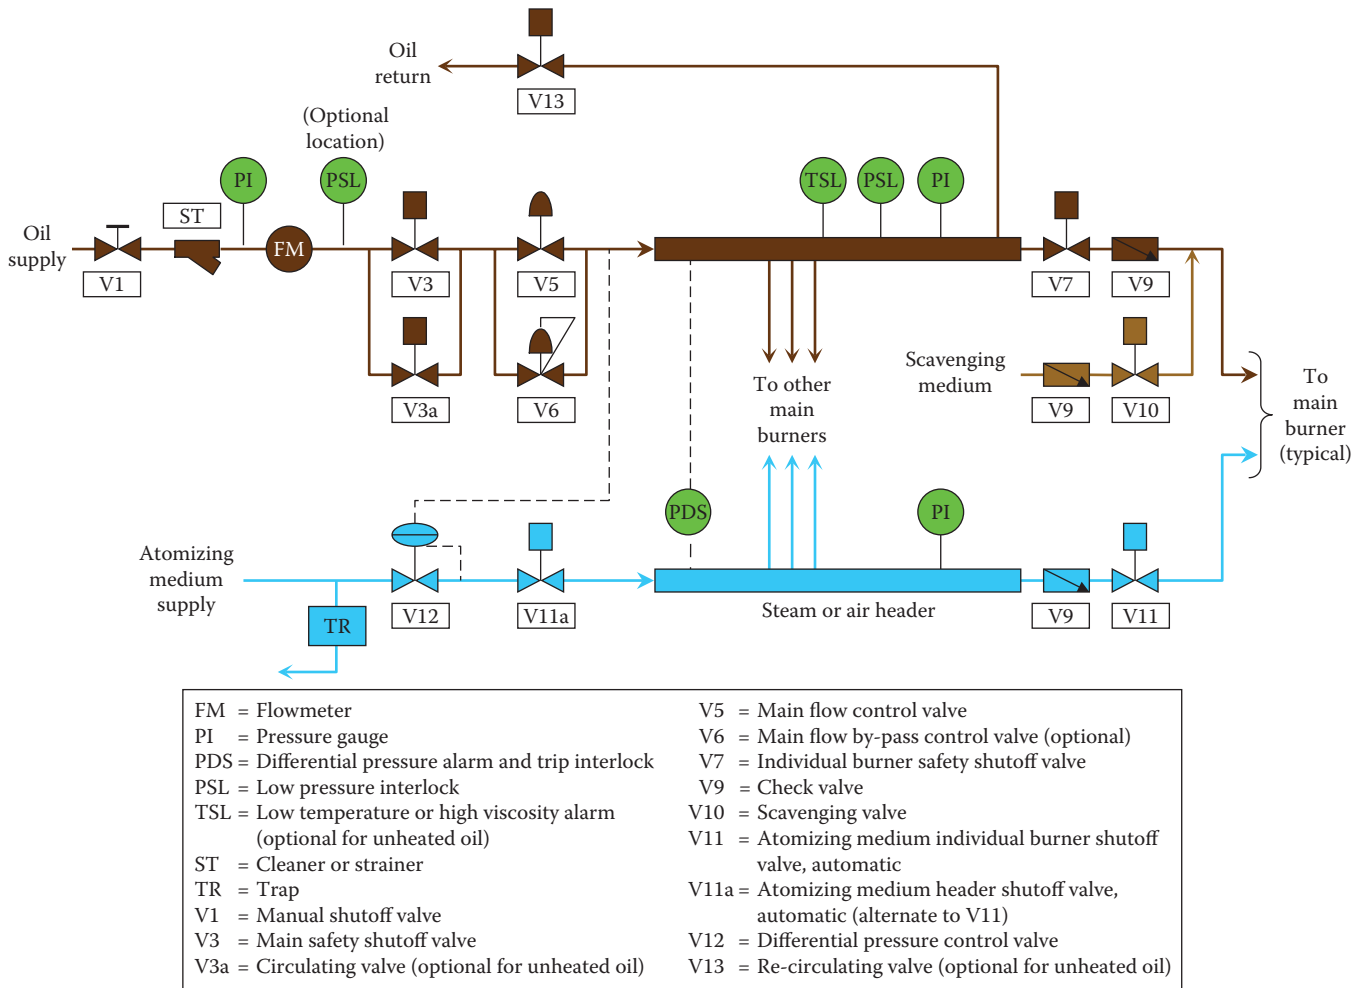 Oil
return
V13
(Optional
location)
PI
PSL
TSL
PSL
PI
ST
Oil
supply
FM
V1
V3
V5
V7
V9
V3a
V6
To other
main
burners
Scavenging
medium
V9
V10
To
main
burner
(typical)
PDS
PI
Atomizing
medium
supply
V12
V11a
Steam or air header
V9
V11
TR
FM = Flowmeter
PI = Pressure gauge
PDS = Differential pressure alarm and trip interlock
PSL = Low pressure interlock
TSL = Low temperature or high viscosity alarm
(optional for unheated oil)
ST = Cleaner or strainer
TR = Trap
V1 = Manual shutoff valve
V3 = Main safety shutoff valve
V3a = Circulating valve (optional for unheated oil)
V5 = Main flow control valve
V6 = Main flow by-pass control valve (optional)
V7 = Individual burner safety shutoff valve
V9 = Check valve
V10 = Scavenging valve
V11 = Atomizing medium individual burner shutoff
valve, automatic
V11a = Atomizing medium header shutoff valve,
automatic (alternate to V11)
V12 = Differential pressure control valve
V13 = Re-circulating valve (optional for unheated oil)